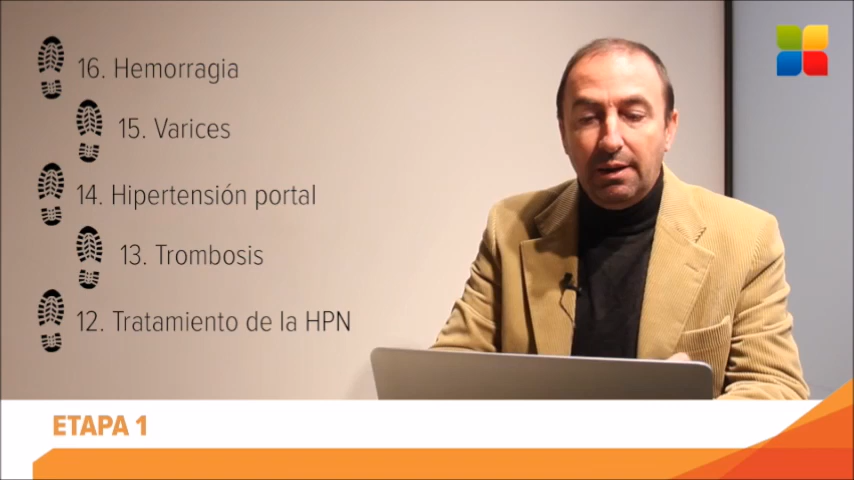 16. Hemorragia
15. Varices
14. Hipertensión portal
13. Trombosis
12. Tratamiento de la HPN
ETAPA 1